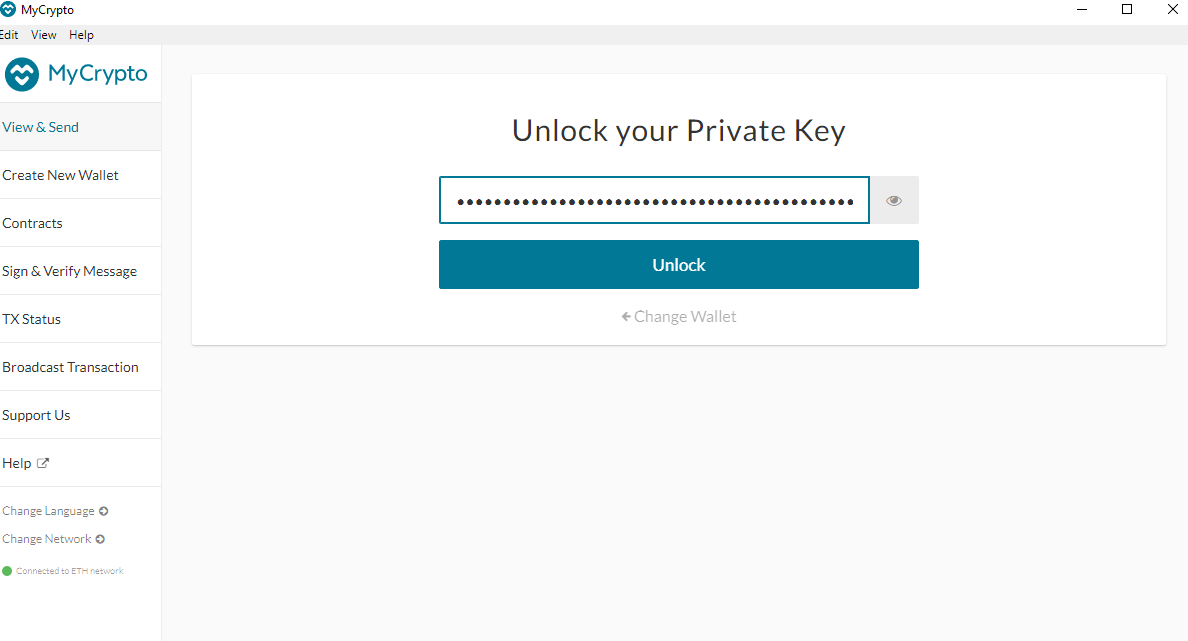 MyCrypto
Edit View Help
MyCrypto
View & Send
Create New Wallet
Contracts
Sign & Verify Message
TX Status
Broadcast Transaction
Support Us
Help
Change Language
Change Network
Connected to ETH network
Unlock your Private Key
Unlock
Change Wallet